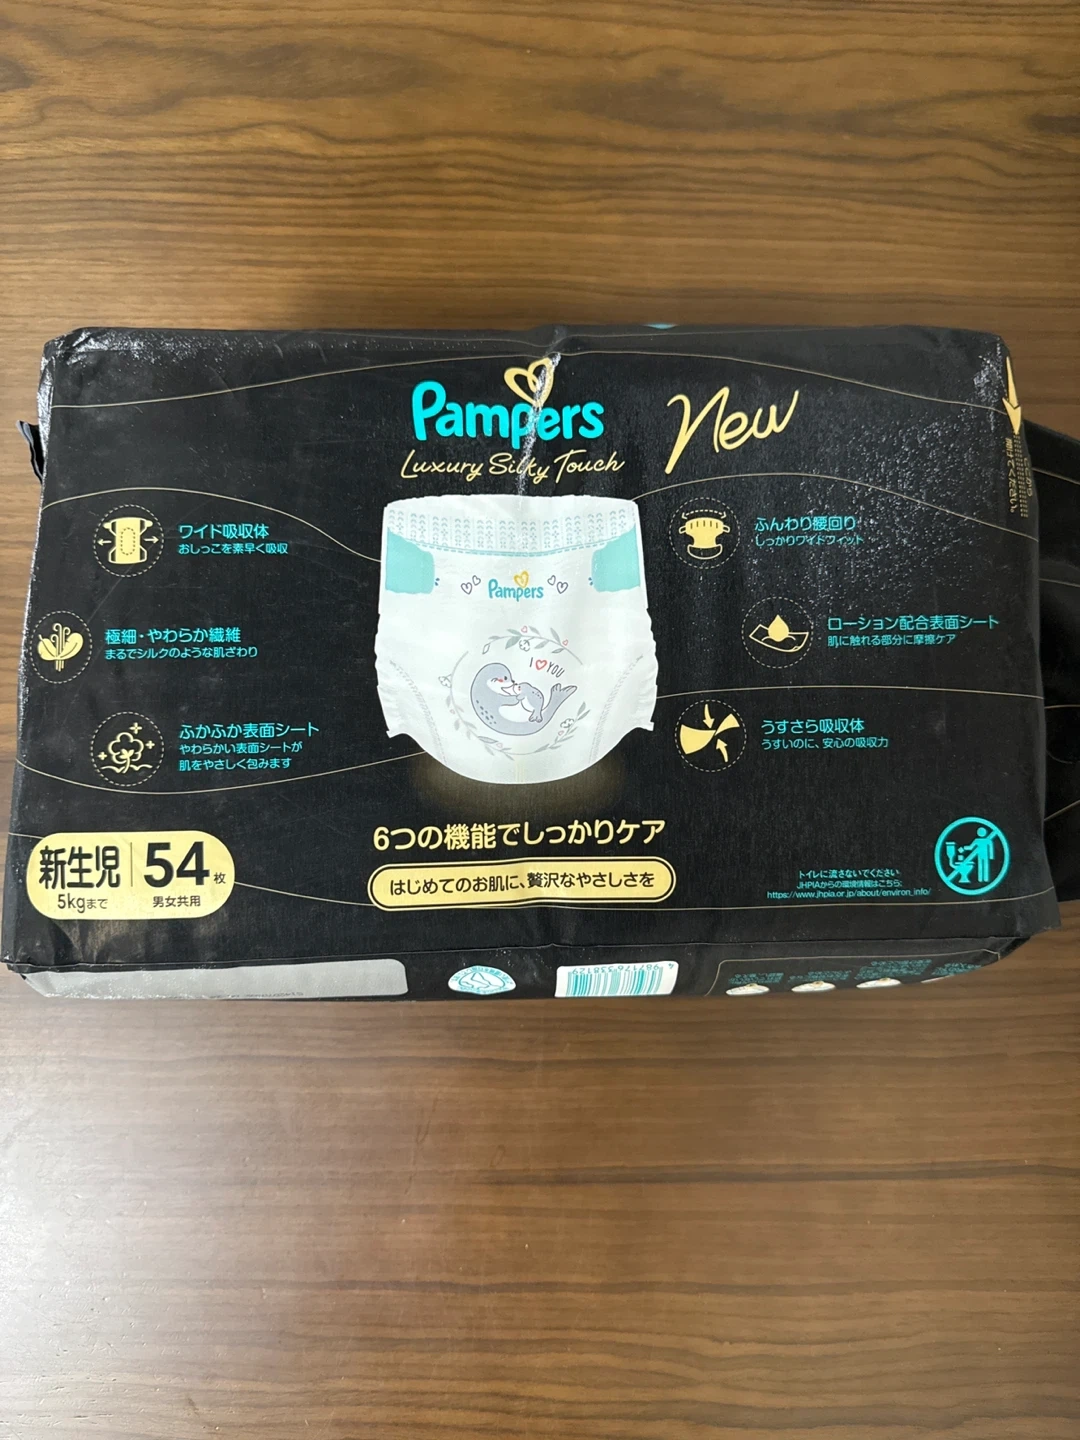 Pampers
Luxury Silky Touch
New
ワイド吸収体
おしっこを素早く吸収
極細・やわらか繊維
まるでシルクのような肌ざわり
ふかふか表面シート
やわらかい表面シートが
肌をやさしく包みます
Pampers
I YOU
ふんわり腰回り
しっかりワイドフィット
ローション配合表面シート
肌に触れる部分に摩擦ケア
うすさら吸収体
うすいのに、安心の吸収力
6つの機能でしっかりケア
はじめてのお肌に、贅沢なやさしさを
新生児
5kgまで
54枚
男女共用
トイレに流さないでください
JHPIAからの環境情報はこちら:
https://www.jhpia.or.jp/about/environ_info/
4 987176 338129